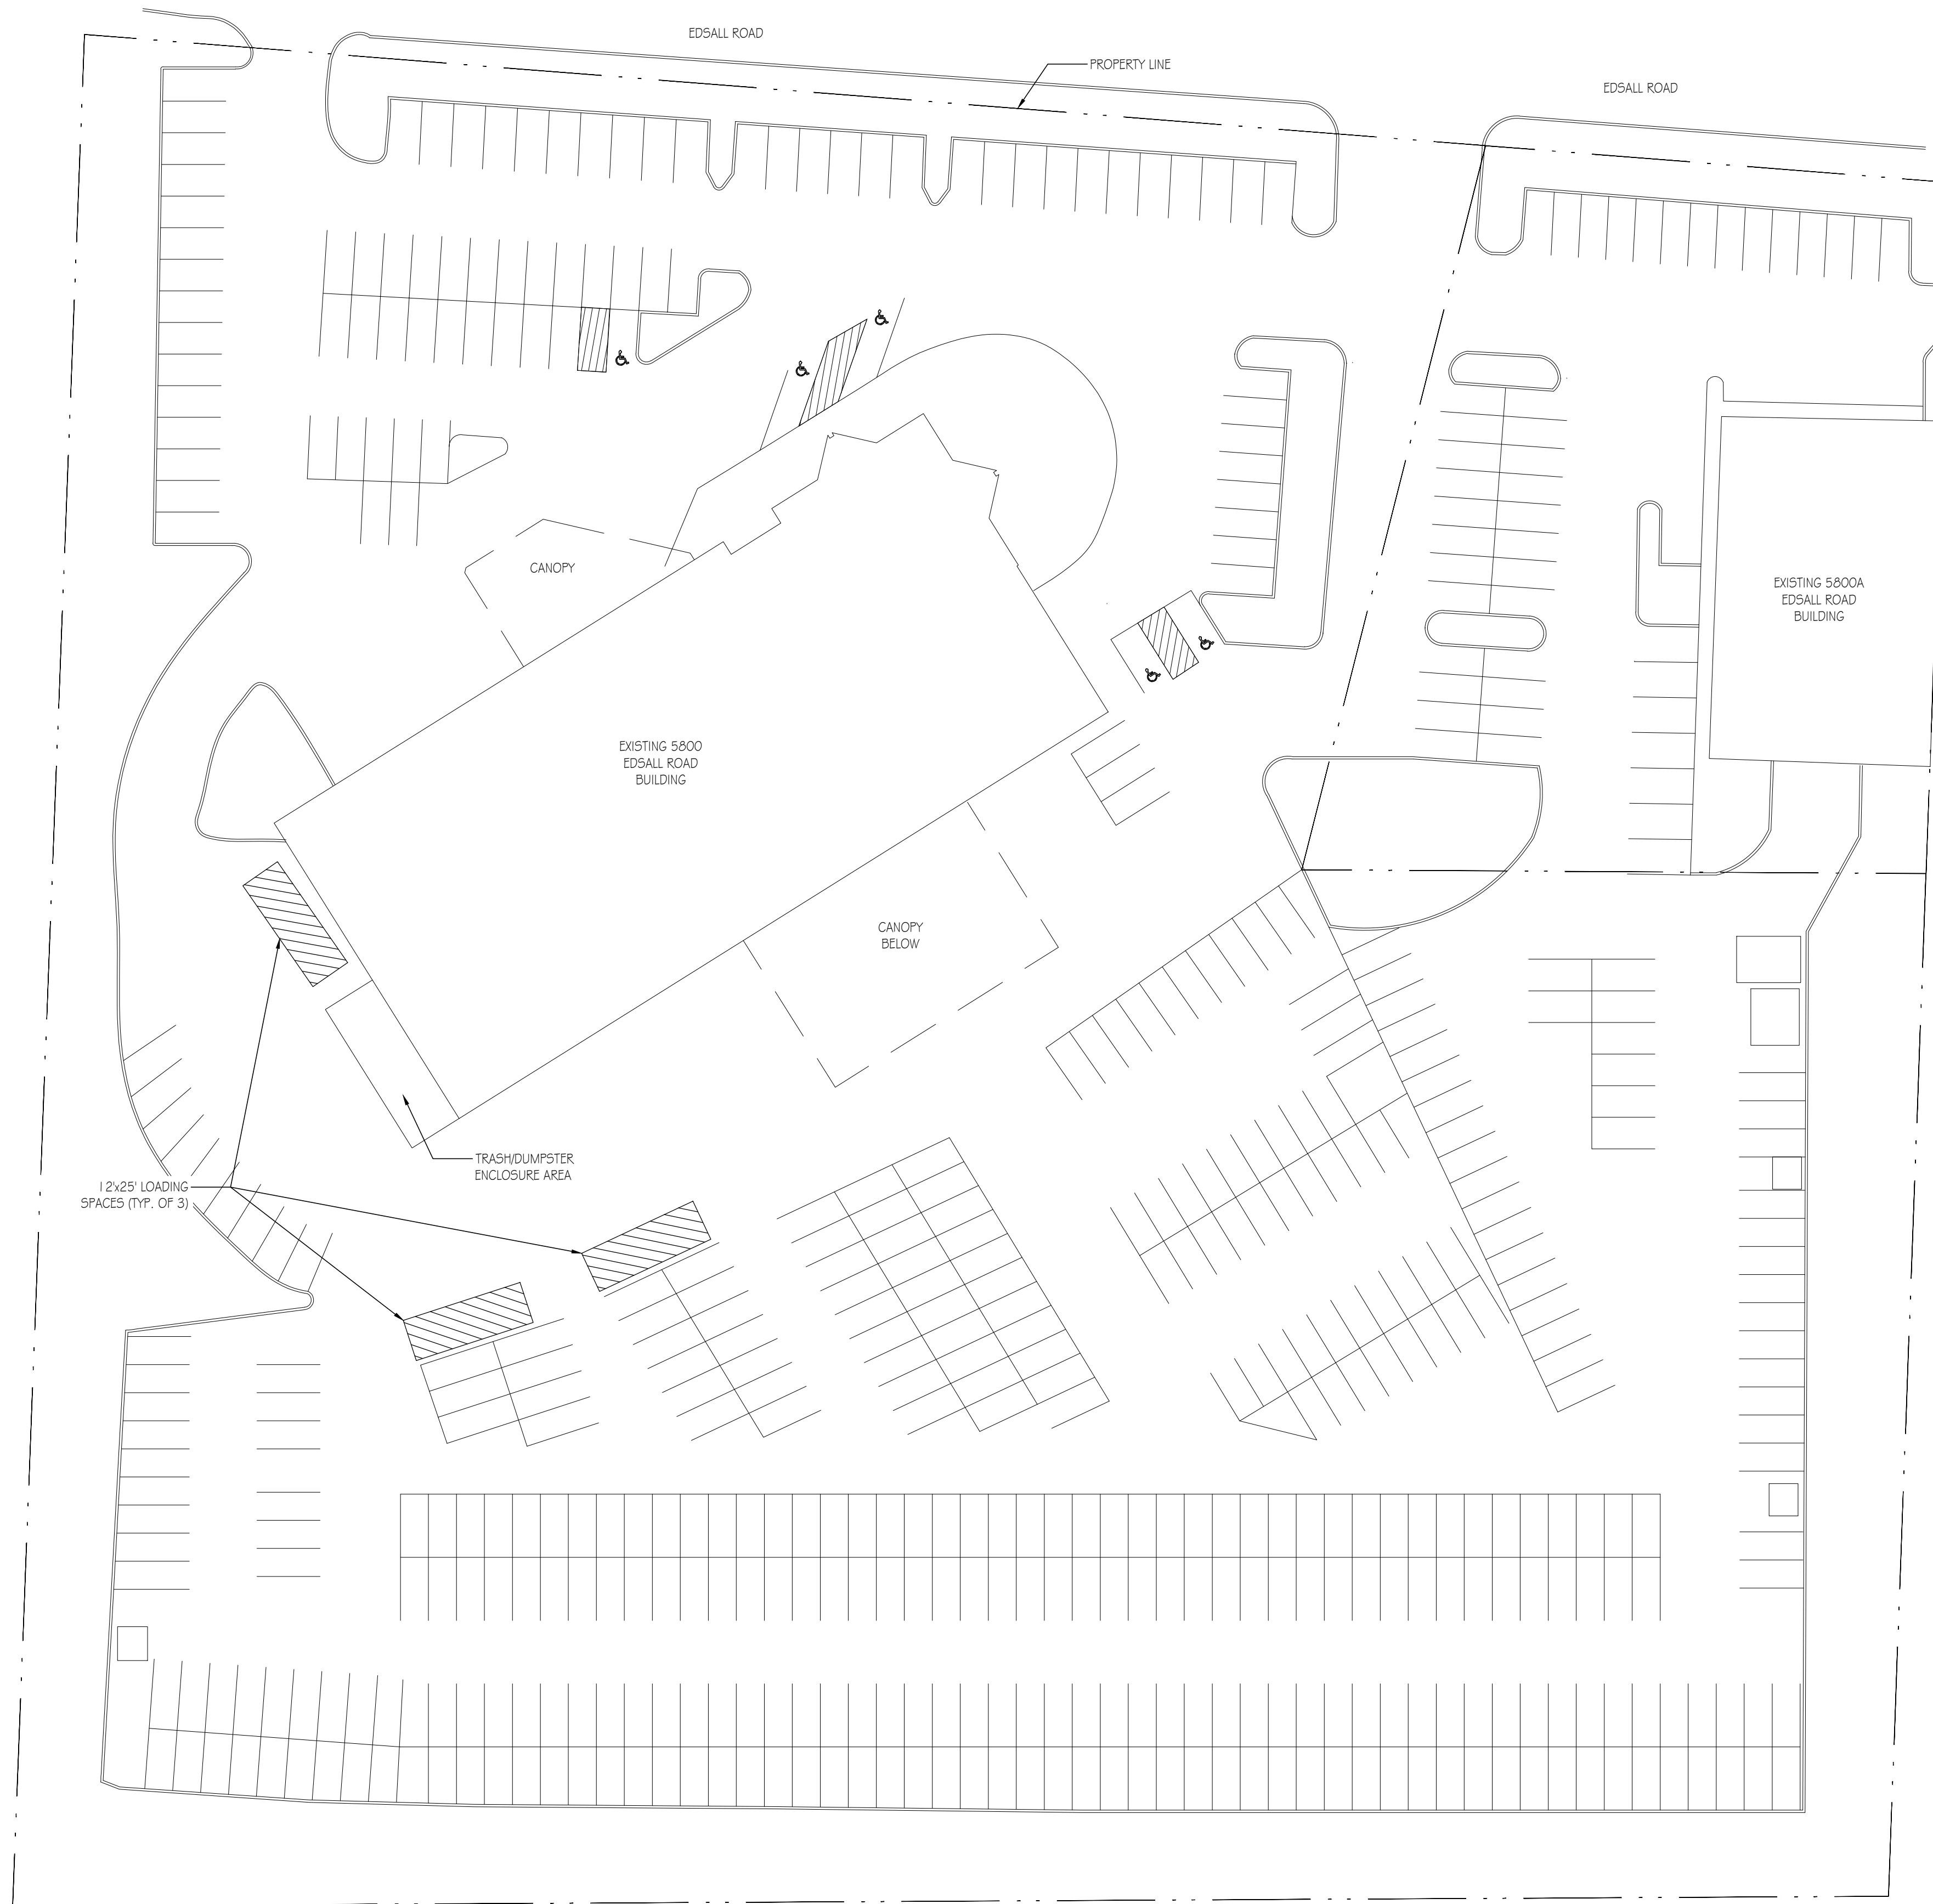 EDSALL ROAD
PROPERTY LINE
EDSALL ROAD
CANOPY
EXISTING 5800A
EDSALL ROAD
BUILDING
EXISTING 5800
EDSALL ROAD
BUILDING
CANOPY
BELOW
TRASH/DUMPSTER
ENCLOSURE AREA
12'x25' LOADING
SPACES (TYP. OF 3)